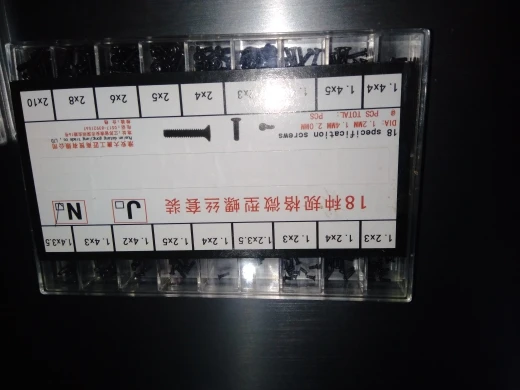 1.2x3 1.2x4 1.2x3 1.2x3.5 1.2x4 1.2x5 1.4x2 1.4x3 1.4x3.5
18种规格微型螺丝套装 J N
18 specification screws
DIA: 1.2MM 1.4MM 2.0MM
PCS TOTAL: PCS
1.4x4 1.4x5 2x4 2x5 2x6 2x8 2x10